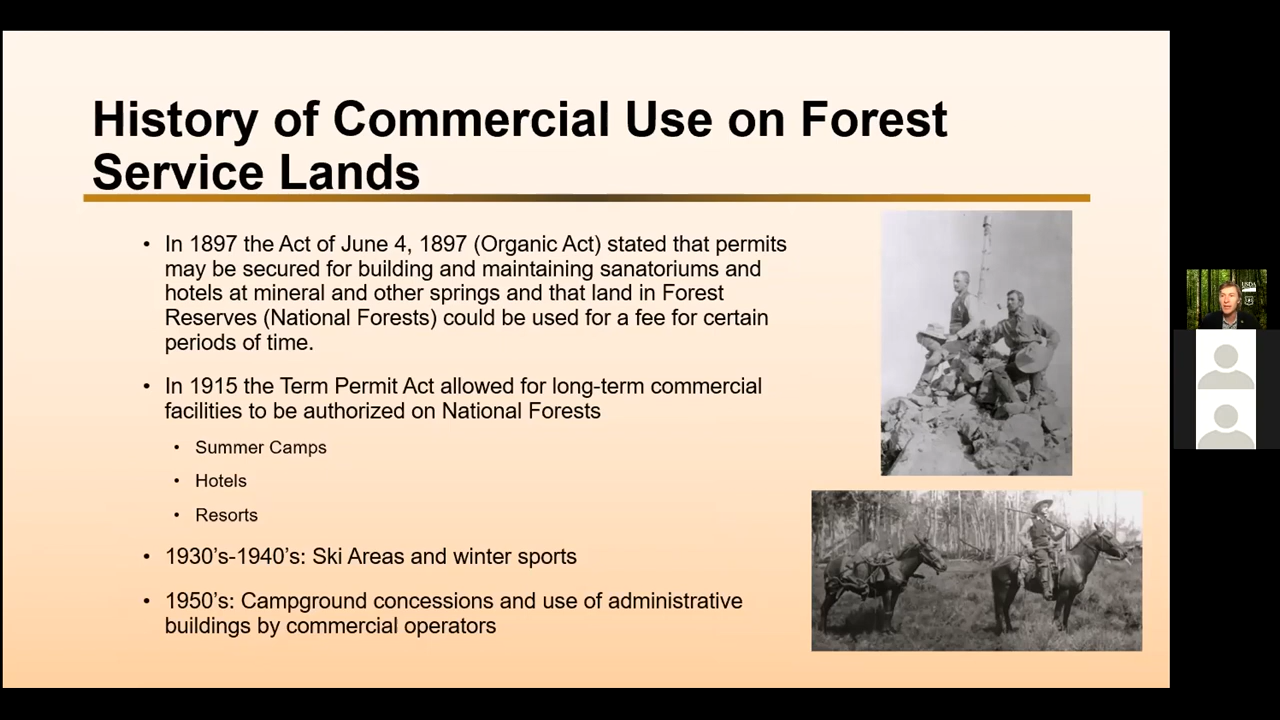 History of Commercial Use on Forest
Service Lands
• In 1897 the Act of June 4, 1897 (Organic Act) stated that permits
may be secured for building and maintaining sanatoriums and
hotels at mineral and other springs and that land in Forest
Reserves (National Forests) could be used for a fee for certain
periods of time.
• In 1915 the Term Permit Act allowed for long-term commercial
facilities to be authorized on National Forests
• Summer Camps
• Hotels
• Resorts
• 1930's-1940's: Ski Areas and winter sports
• 1950's: Campground concessions and use of administrative
buildings by commercial operators
USDA